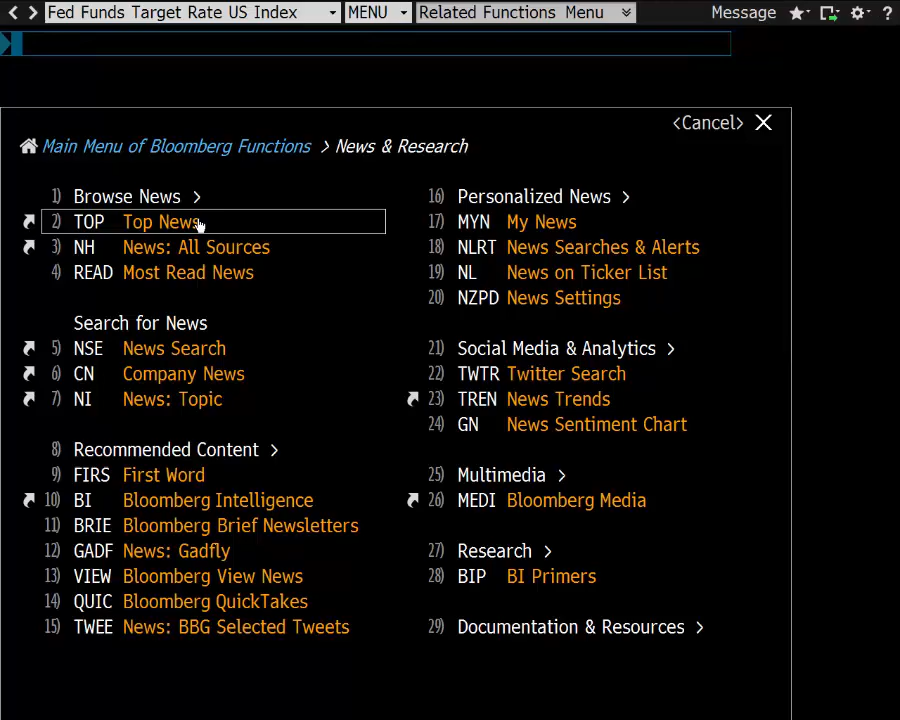 Fed Funds Target Rate US Index MENU Related Functions Menu Message ?
<Cancel> X
Main Menu of Bloomberg Functions > News & Research
1) Browse News >
2) TOP Top News
3) NH News: All Sources
4) READ Most Read News
Search for News
5) NSE News Search
6) CN Company News
7) NI News: Topic
8) Recommended Content >
9) FIRS First Word
10) BI Bloomberg Intelligence
11) BRIE Bloomberg Brief Newsletters
12) GADF News: Gadfly
13) VIEW Bloomberg View News
14) QUIC Bloomberg QuickTakes
15) TWEE News: BBG Selected Tweets
16) Personalized News >
17) MYN My News
18) NLRT News Searches & Alerts
19) NL News on Ticker List
20) NZPD News Settings
21) Social Media & Analytics >
22) TWTR Twitter Search
23) TREN News Trends
24) GN News Sentiment Chart
25) Multimedia >
26) MEDI Bloomberg Media
27) Research >
28) BIP BI Primers
29) Documentation & Resources >